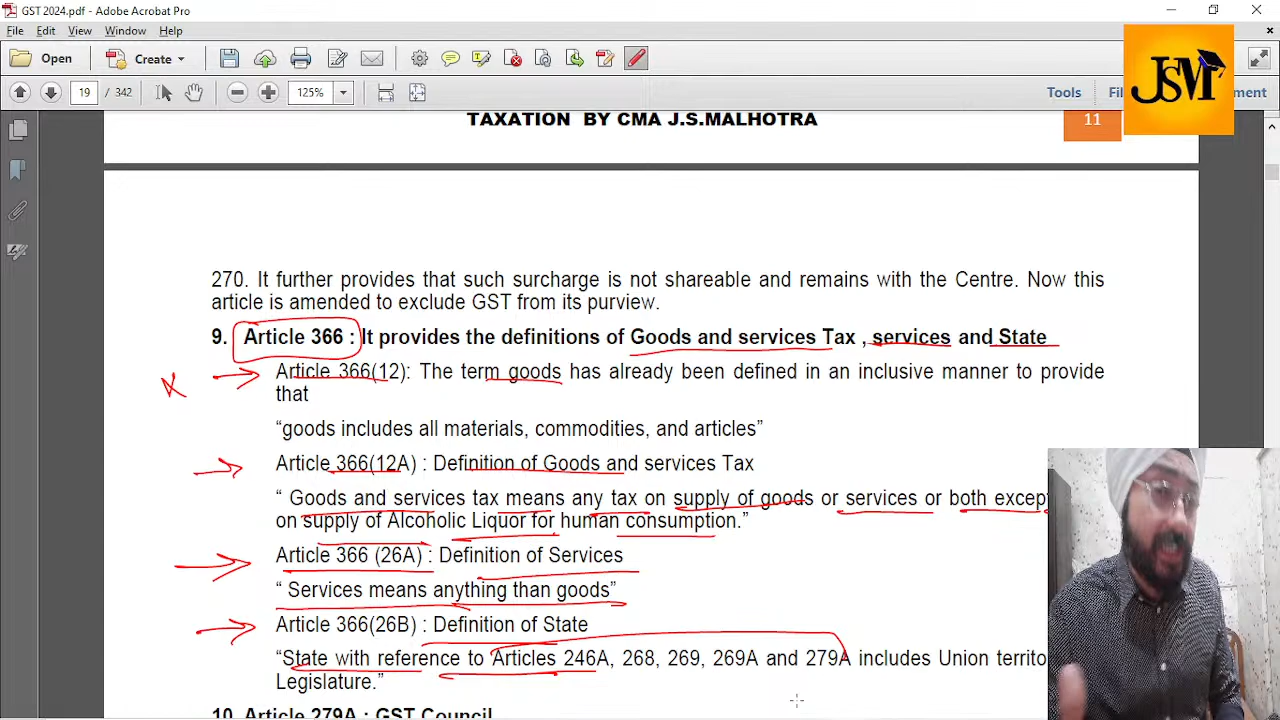 GST 2024.pdf - Adobe Acrobat Pro
File Edit View Window Help
Open Create
19 / 342 125% Tools
JSM
TAXATION BY CMA J.S.MALHOTRA 11
270. It further provides that such surcharge is not shareable and remains with the Centre. Now this
article is amended to exclude GST from its purview.
9. Article 366 : It provides the definitions of Goods and services Tax , services and State
Article 366(12): The term goods has already been defined in an inclusive manner to provide
that
“goods includes all materials, commodities, and articles”
Article 366(12A) : Definition of Goods and services Tax
“ Goods and services tax means any tax on supply of goods or services or both except
on supply of Alcoholic Liquor for human consumption.”
Article 366 (26A) : Definition of Services
“ Services means anything than goods”
Article 366(26B) : Definition of State
“State with reference to Articles 246A, 268, 269, 269A and 279A includes Union
Legislature.”
10. Article 279A : GST Council